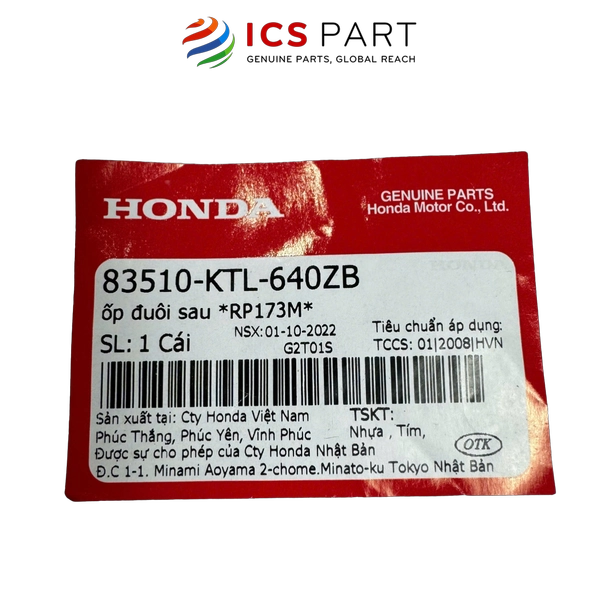 ICS PART
GENUINE PARTS, GLOBAL REACH
HONDA
GENUINE PARTS
Honda Motor Co., Ltd.
83510-KTL-640ZB
ốp đuôi sau *RP173M*
NSX: 01-10-2022
Tiêu chuẩn áp dụng:
SL: 1 Cái
G2T01S
TCCS: 01|2008|HVN
Sản xuất tại: Cty Honda Việt Nam
TSKT:
Phúc Thắng, Phúc Yên, Vĩnh Phúc
Nhựa , Tím,
Được sự cho phép của Cty Honda Nhật Bản
OTK
Đ.C 1-1. Minami Aoyama 2-chome.Minato-ku Tokyo Nhật Bản